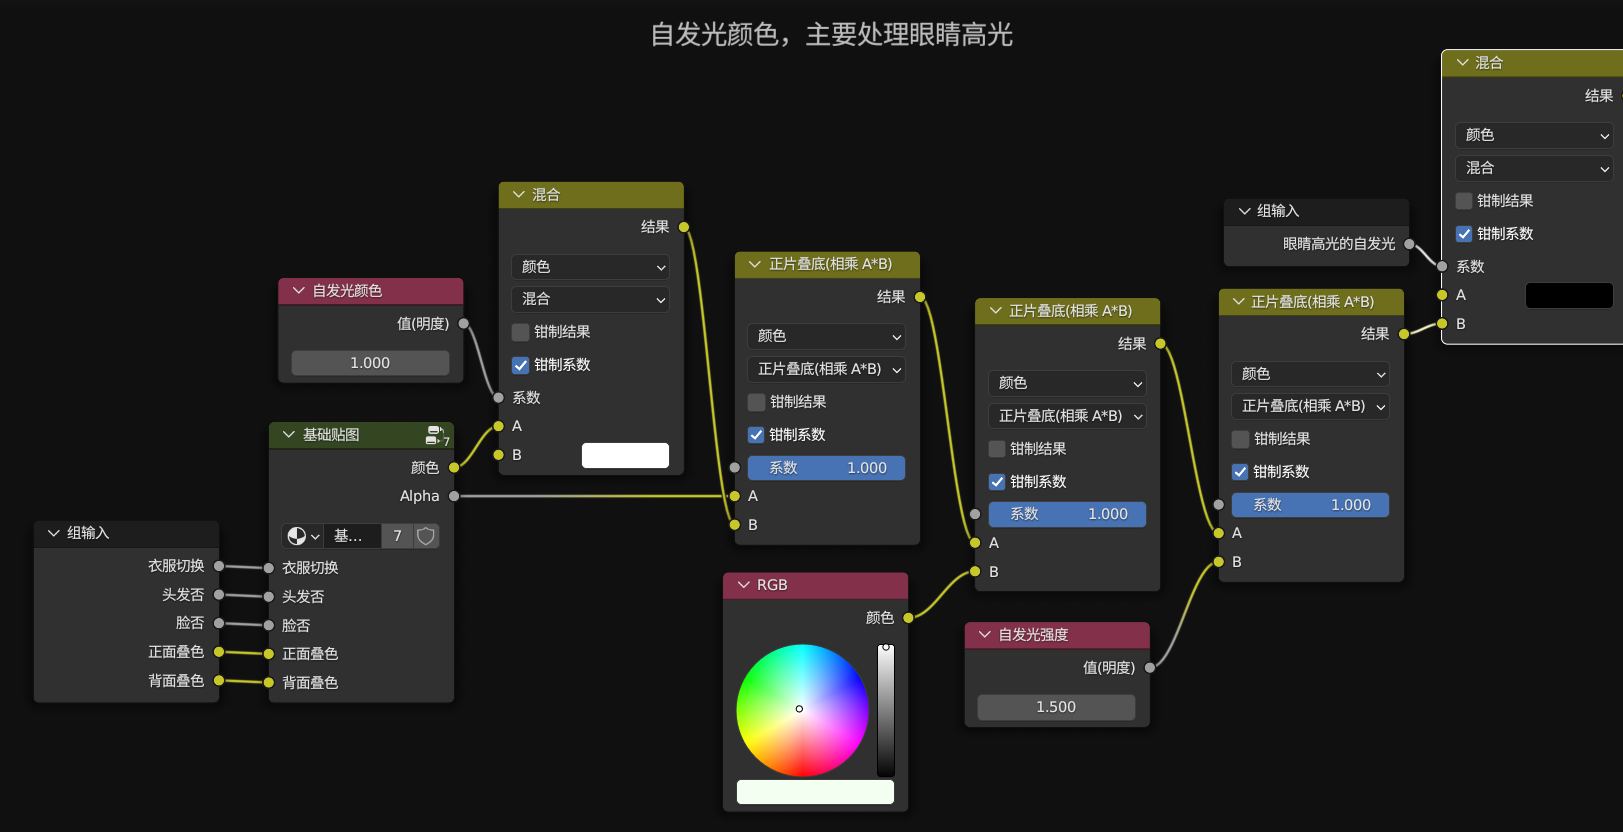 自发光颜色，主要处理眼睛高光
组输入
衣服切换
头发否
脸否
正面叠色
背面叠色
自发光颜色
值(明度)
1.000
基础贴图
7
颜色
Alpha
基...
7
衣服切换
头发否
脸否
正面叠色
背面叠色
混合
结果
颜色
混合
钳制结果
钳制系数
系数
A
B
正片叠底(相乘 A*B)
结果
颜色
正片叠底(相乘 A*B)
钳制结果
钳制系数
系数 1.000
A
B
RGB
颜色
正片叠底(相乘 A*B)
结果
颜色
正片叠底(相乘 A*B)
钳制结果
钳制系数
系数 1.000
A
B
自发光强度
值(明度)
1.500
正片叠底(相乘 A*B)
结果
颜色
正片叠底(相乘 A*B)
钳制结果
钳制系数
系数 1.000
A
B
组输入
眼睛高光的自发光
混合
结果
颜色
混合
钳制结果
钳制系数
系数
A
B